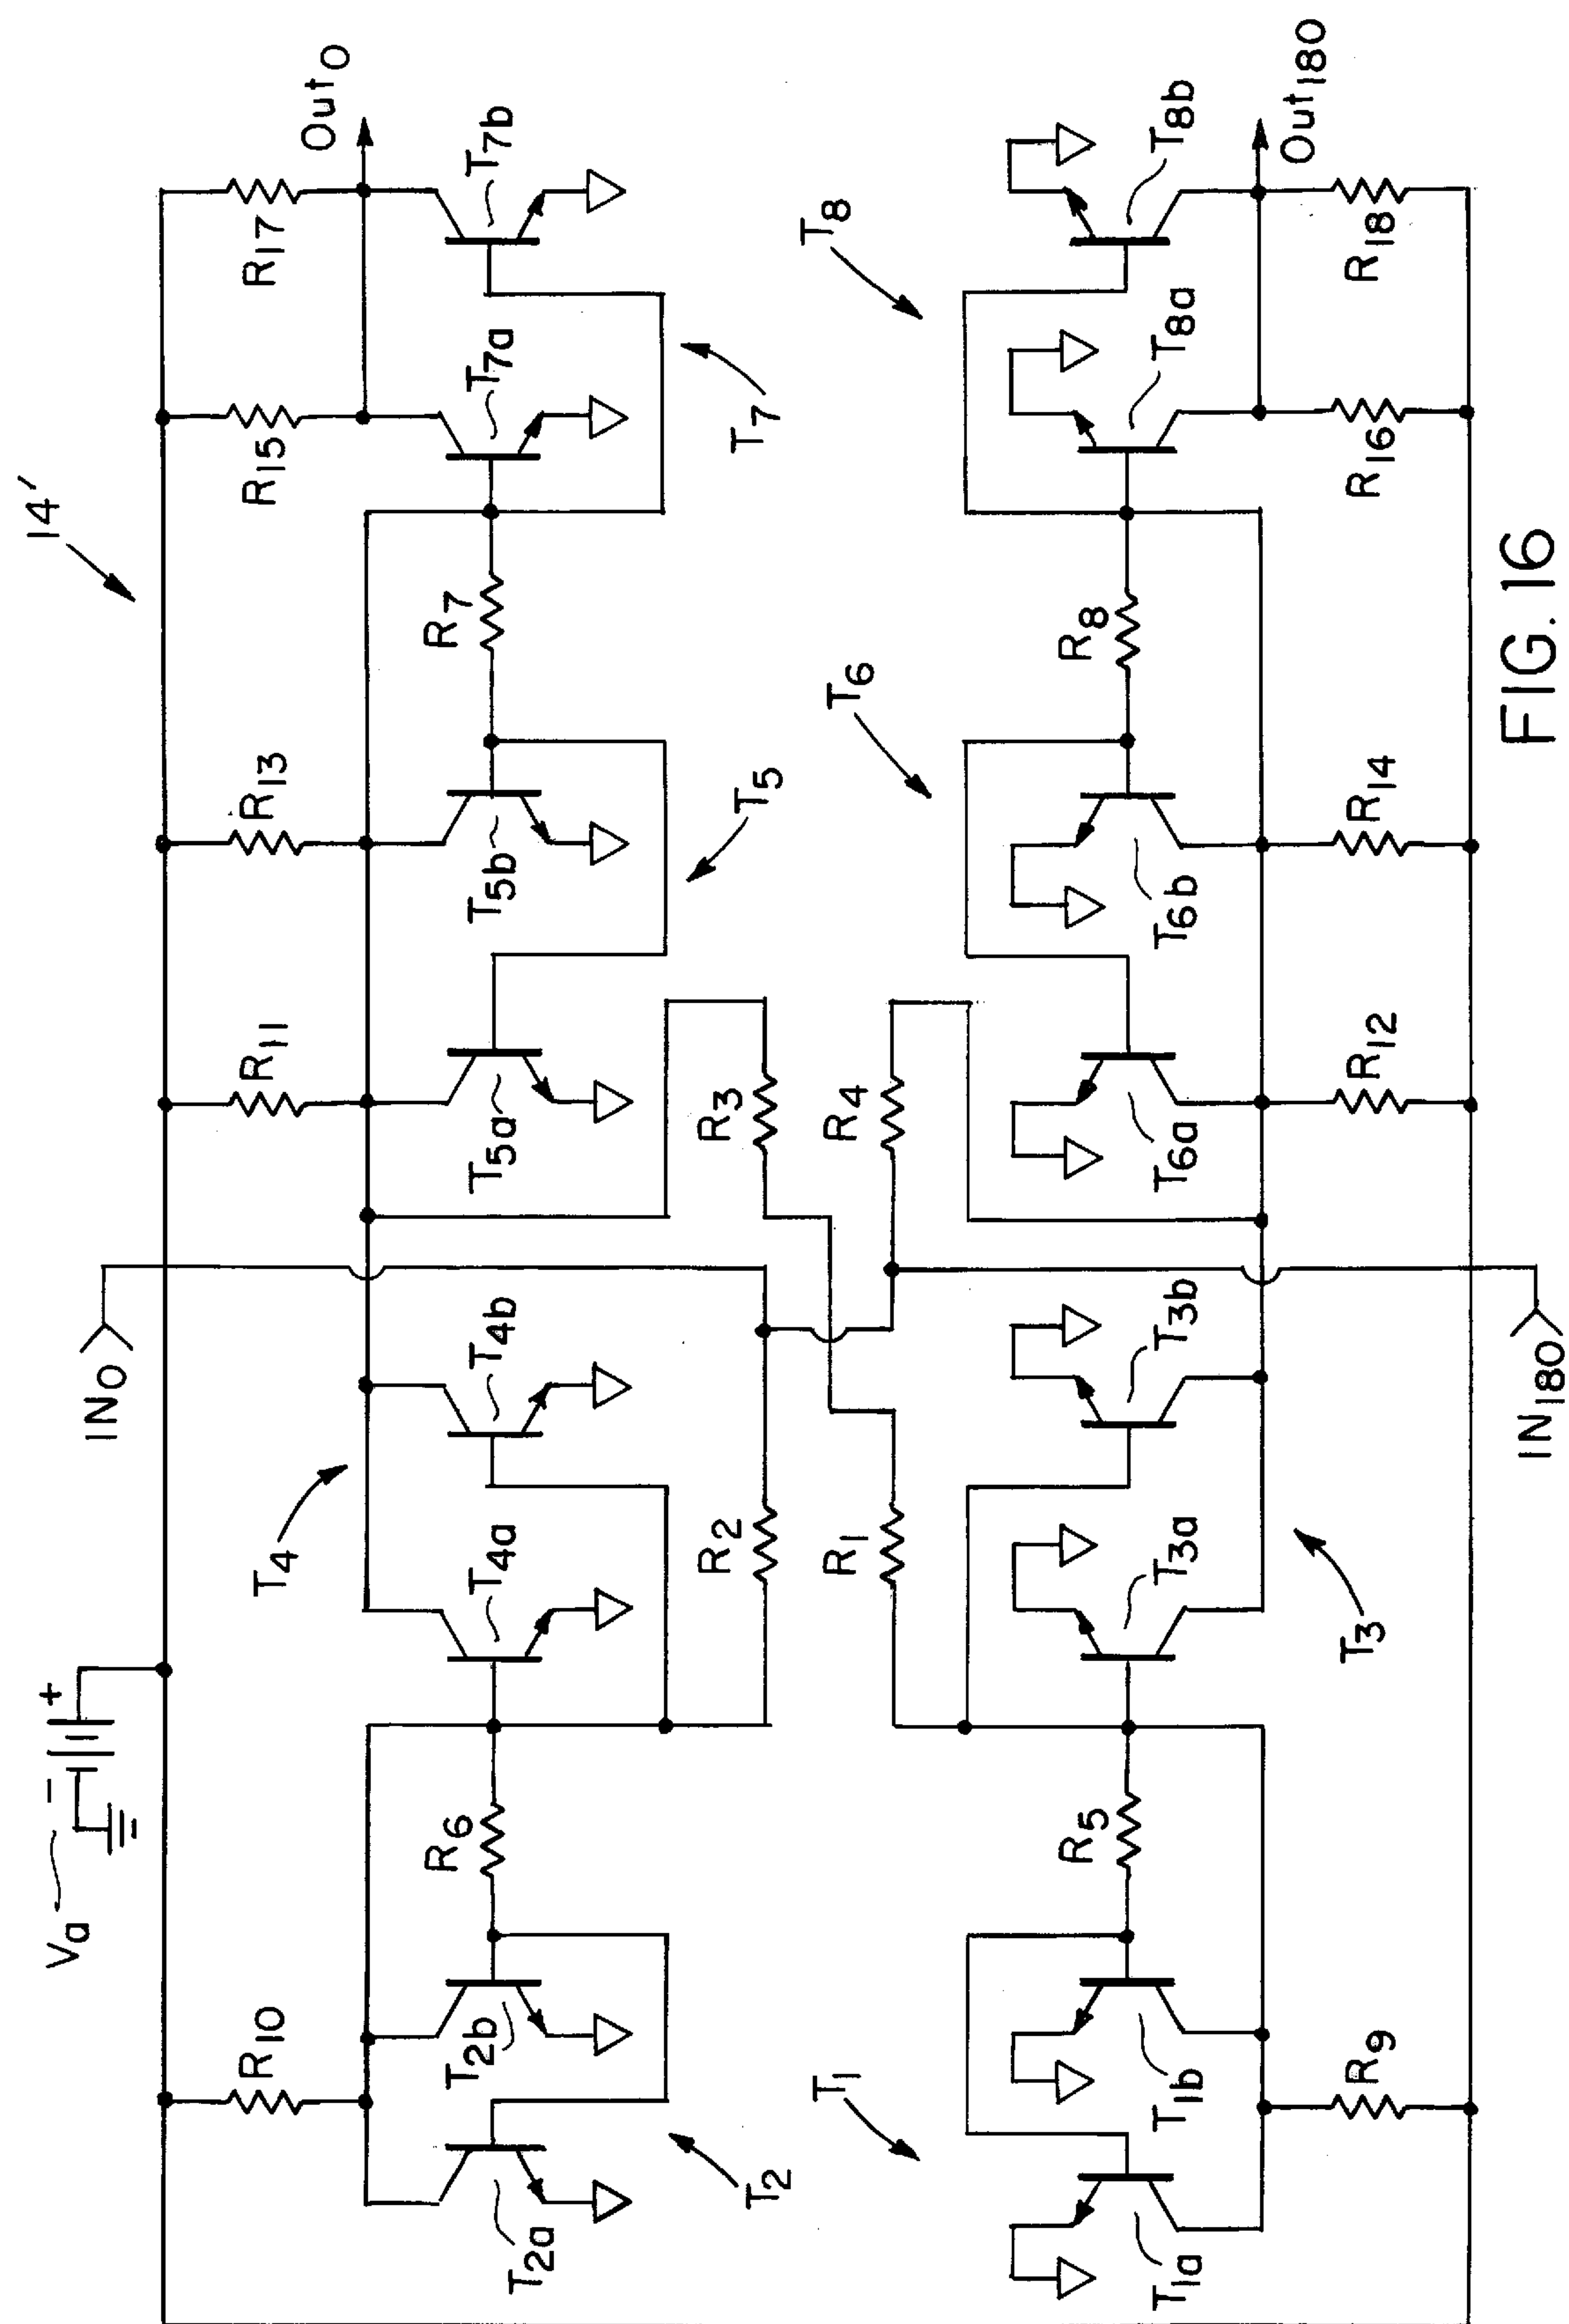 14′
Out0
R17
R15
T7b
T7a
T7
R7
R13
R11
T5b
T5
T5a
R3
IN0
T4b
T4
T4a
R2
Va
+
−
R6
R10
T2b
T2
T2a
T8
T8b
T8a
Out180
R18
R16
FIG. 16
R8
T6
R14
T6b
R12
R4
T6a
T3b
IN180
R1
T3a
T3
R5
T1
T1b
R9
T1a